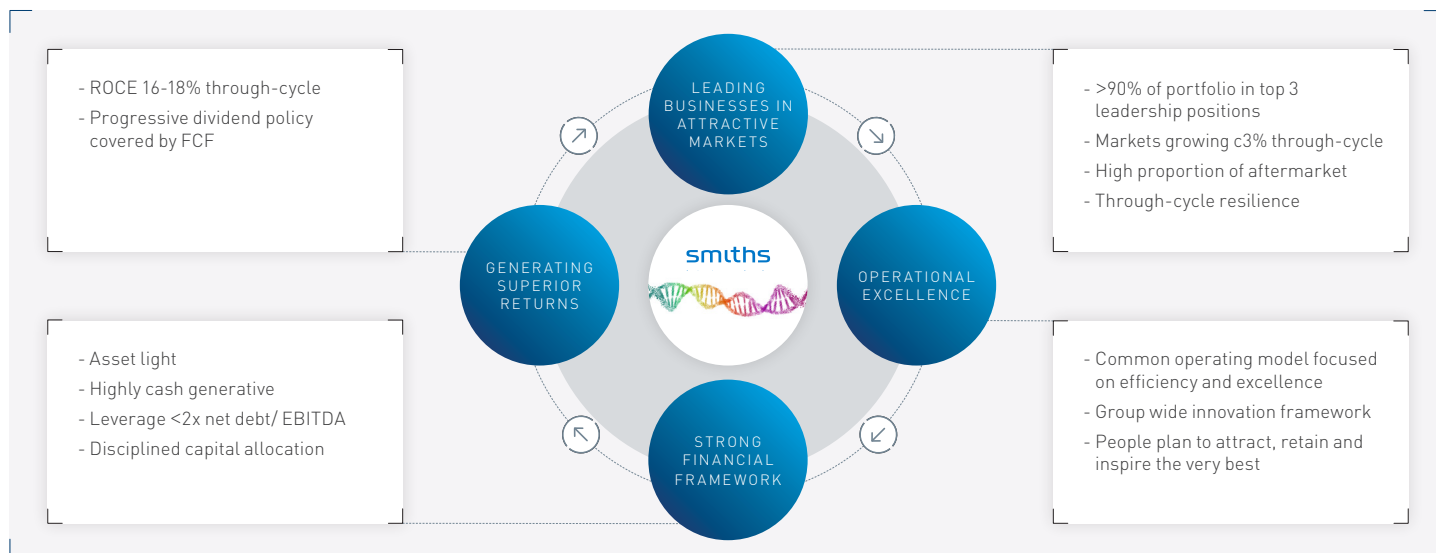 - ROCE 16-18% through-cycle
- Progressive dividend policy
covered by FCF
LEADING
BUSINESSES IN
ATTRACTIVE
MARKETS
- >90% of portfolio in top 3
leadership positions
- Markets growing c3% through-cycle
- High proportion of aftermarket
- Through-cycle resilience
GENERATING
SUPERIOR
RETURNS
smiths
OPERATIONAL
EXCELLENCE
- Asset light
- Highly cash generative
- Leverage <2x net debt/ EBITDA
- Disciplined capital allocation
STRONG
FINANCIAL
FRAMEWORK
- Common operating model focused
on efficiency and excellence
- Group wide innovation framework
- People plan to attract, retain and
inspire the very best